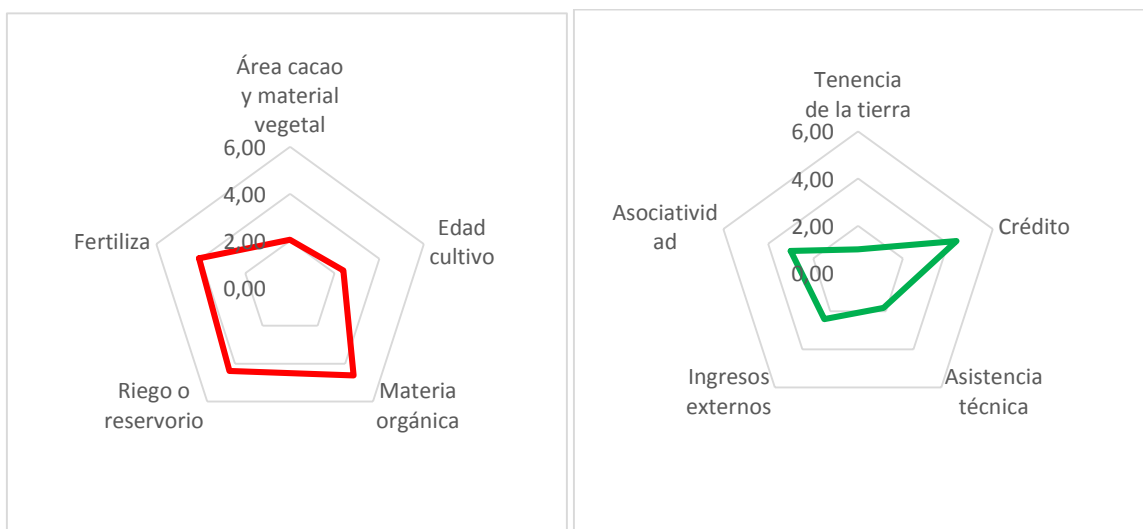 Área cacao
y material
vegetal
6,00
4,00
2,00
0,00
Edad
cultivo
Materia
orgánica
Riego o
reservorio
Fertiliza
Tenencia
de la tierra
6,00
4,00
2,00
0,00
Crédito
Asistencia
técnica
Ingresos
externos
Asociativid
ad